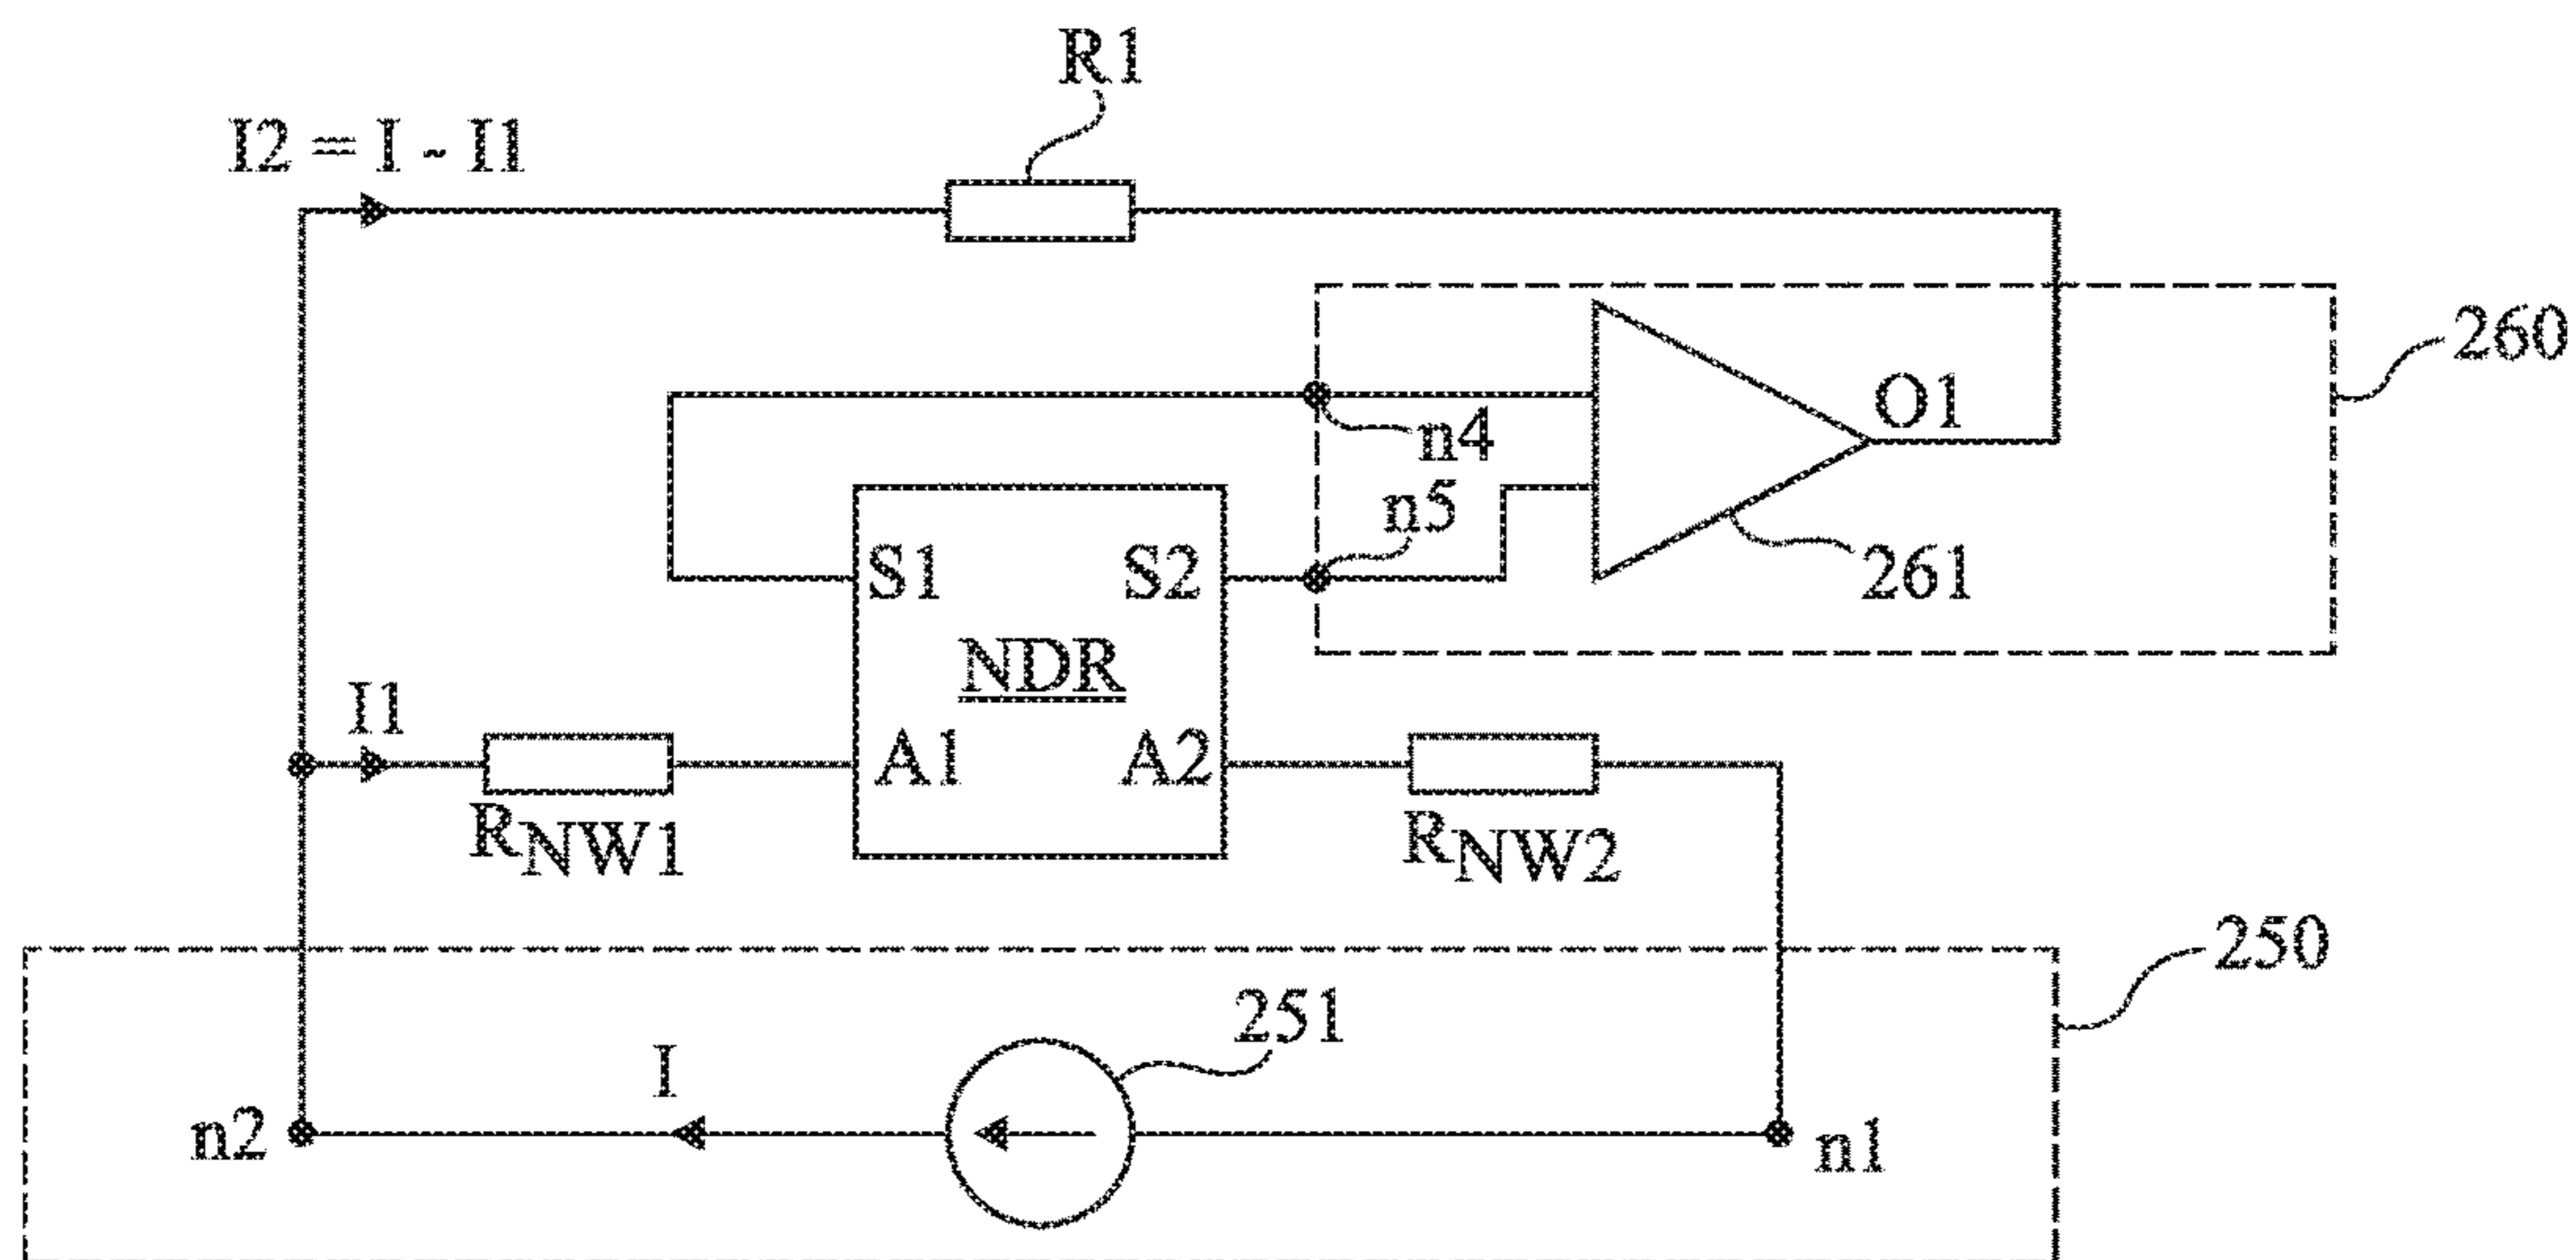 R1
I2 = I - I1
260
O1
n4
n5
S1
S2
261
NDR
I1
A1
A2
RNW1
RNW2
250
251
I
n2
n1